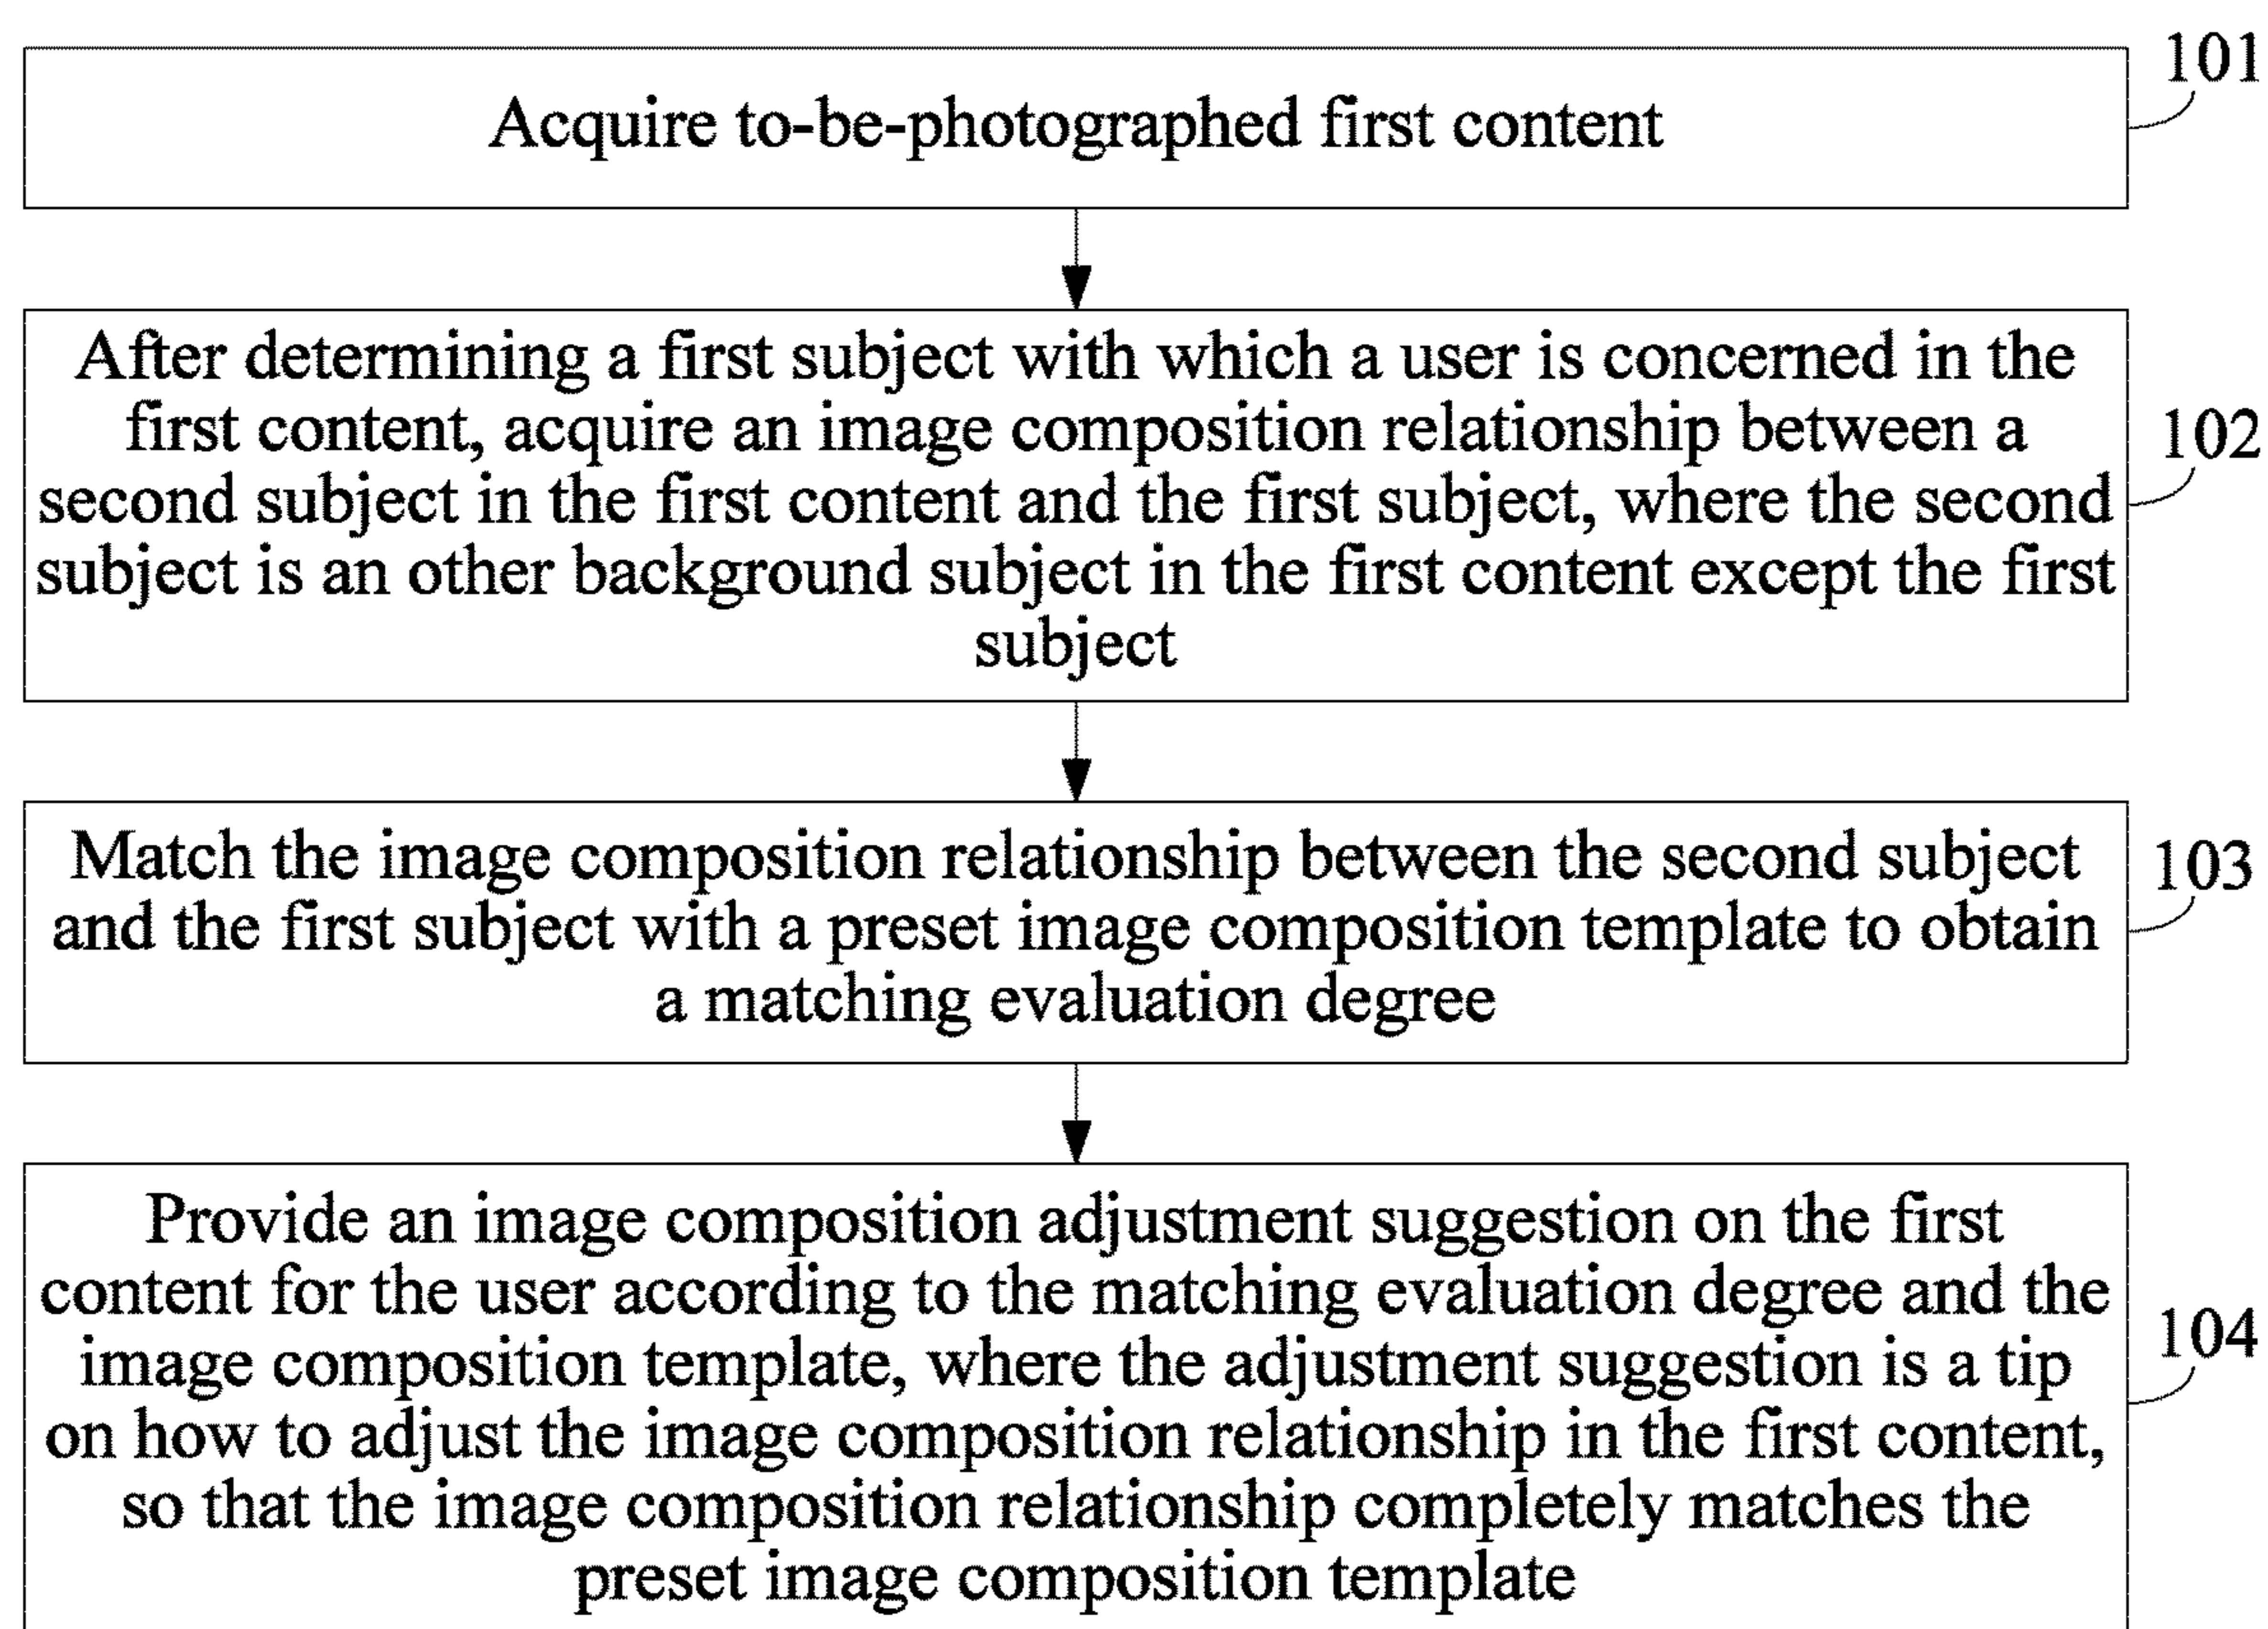 101
Acquire to-be-photographed first content
After determining a first subject with which a user is concerned in the
first content, acquire an image composition relationship between a
102
second subject in the first content and the first subject, where the second
subject is an other background subject in the first content except the first
subject
Match the image composition relationship between the second subject
103
and the first subject with a preset image composition template to obtain
a matching evaluation degree
Provide an image composition adjustment suggestion on the first
content for the user according to the matching evaluation degree and the
104
image composition template, where the adjustment suggestion is a tip
on how to adjust the image composition relationship in the first content,
so that the image composition relationship completely matches the
preset image composition template